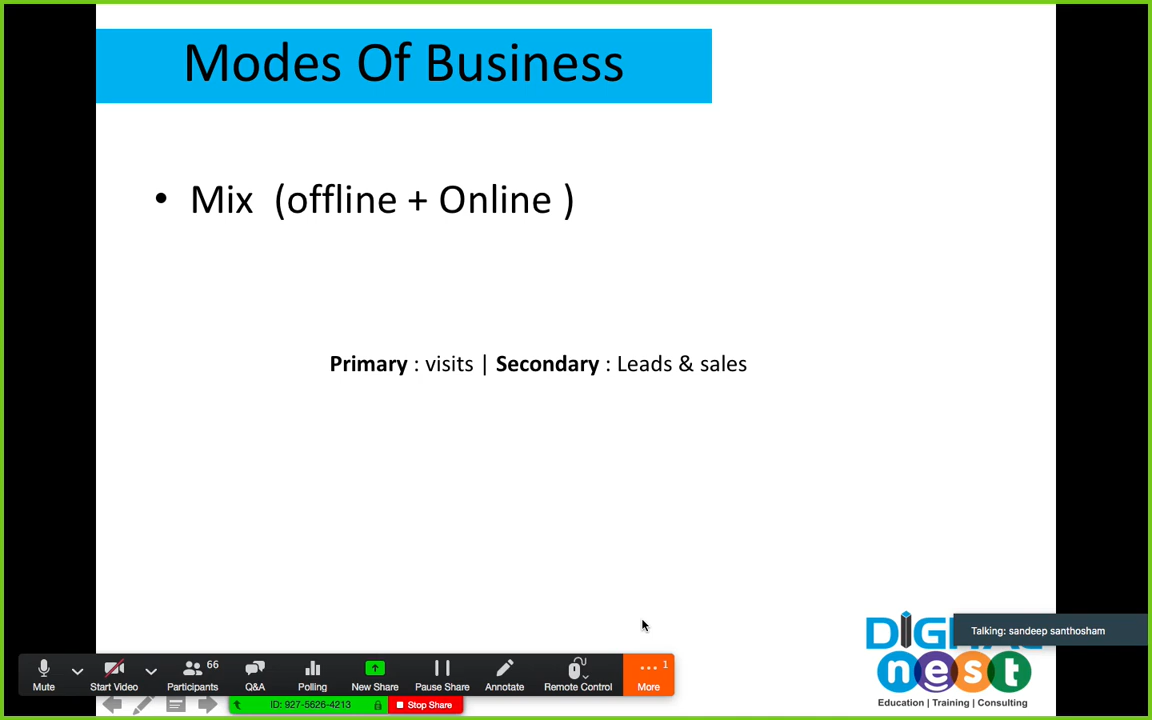 Modes Of Business
• Mix (offline + Online )
Primary : visits | Secondary : Leads & sales
Talking: sandeep santhosham
nest
Education | Training | Consulting
Mute
Start Video
66
Participants
Q&A
Polling
New Share
Pause Share
Annotate
Remote Control
1
More
ID: 927-5626-4213
Stop Share